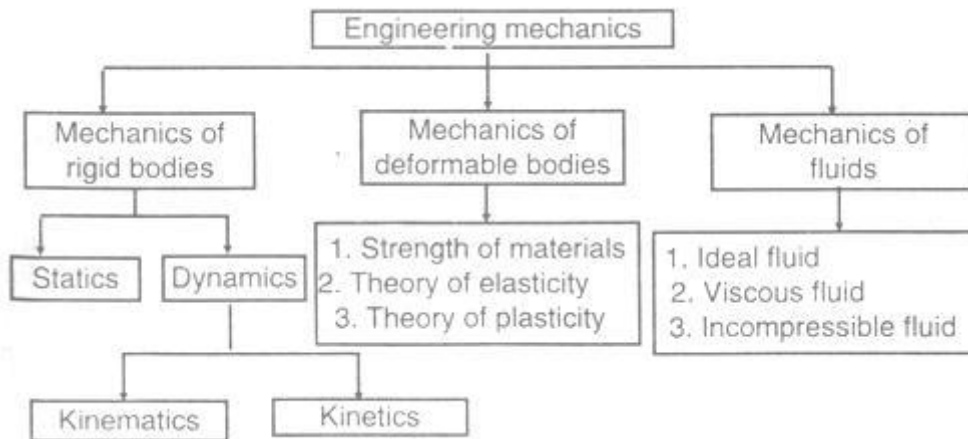 Engineering mechanics
Mechanics of
rigid bodies
Mechanics of
deformable bodies
Mechanics of
fluids
Statics
Dynamics
1. Strength of materials
2. Theory of elasticity
3. Theory of plasticity
1. Ideal fluid
2. Viscous fluid
3. Incompressible fluid
Kinematics
Kinetics